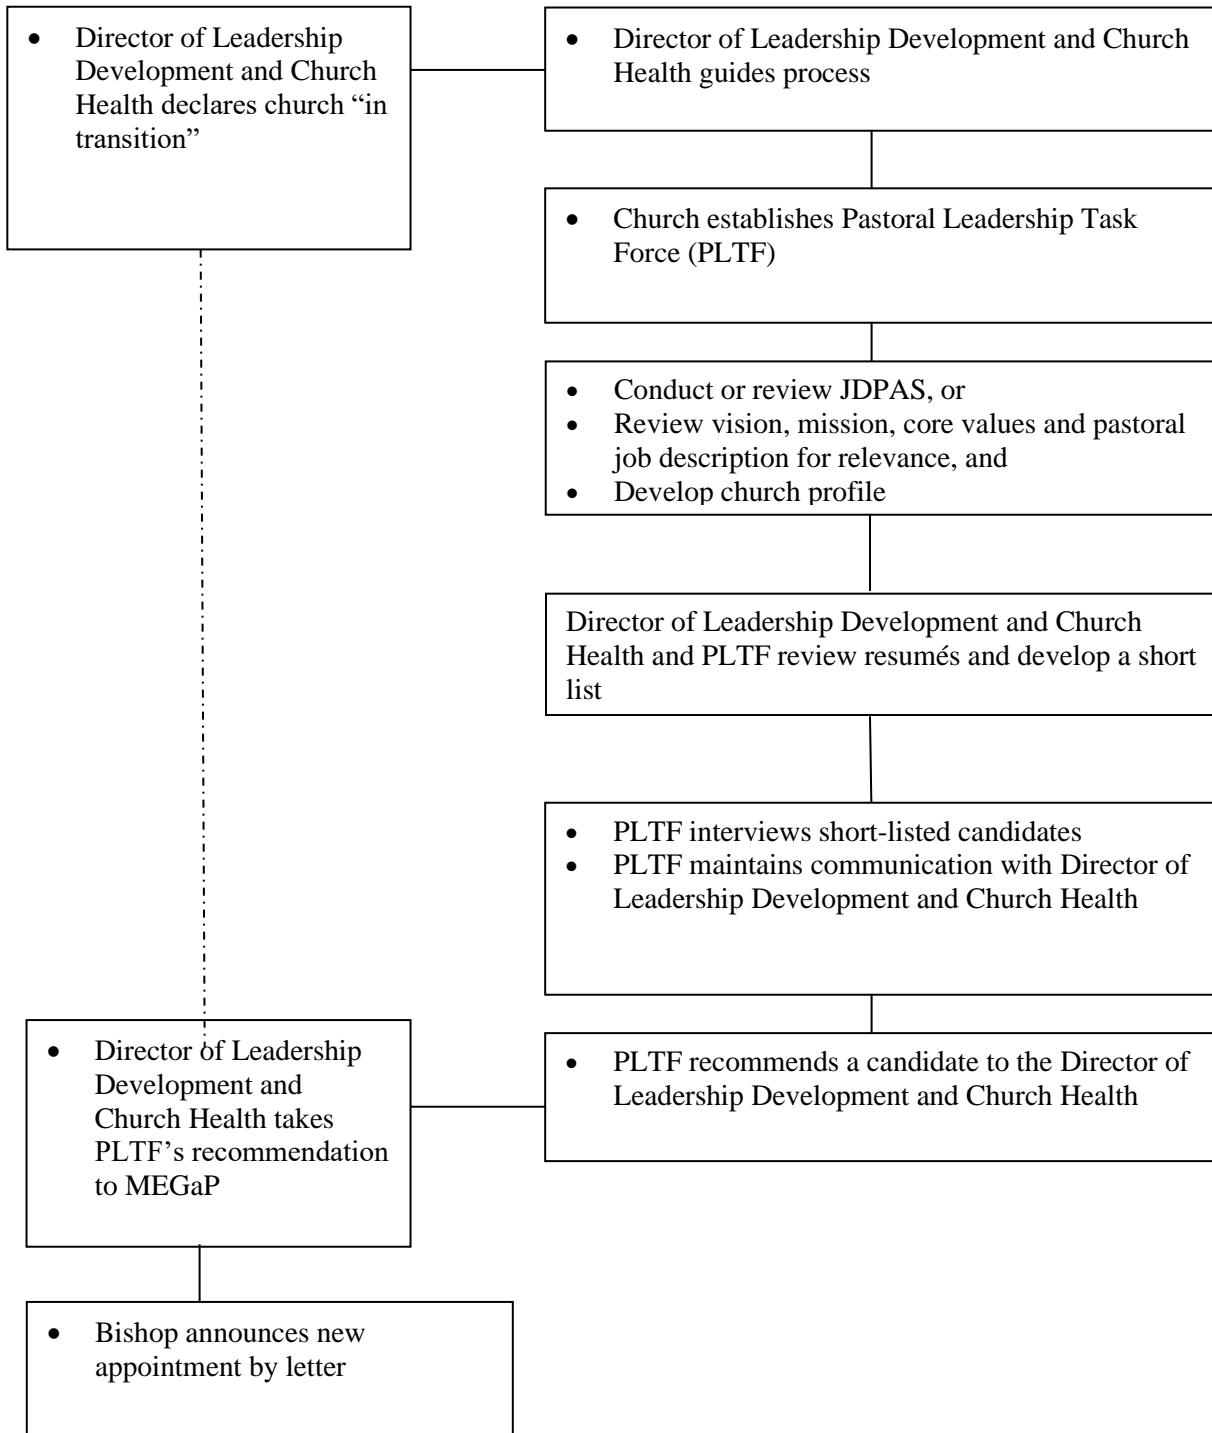 • Director of Leadership
Development and Church
Health declares church “in
transition”
• Director of Leadership Development and Church
Health guides process
• Church establishes Pastoral Leadership Task
Force (PLTF)
• Conduct or review JDPAS, or
• Review vision, mission, core values and pastoral
job description for relevance, and
• Develop church profile
Director of Leadership Development and Church
Health and PLTF review resumés and develop a short
list
• PLTF interviews short-listed candidates
• PLTF maintains communication with Director of
Leadership Development and Church Health
• PLTF recommends a candidate to the Director of
Leadership Development and Church Health
• Director of Leadership
Development and
Church Health takes
PLTF’s recommendation
to MEGaP
• Bishop announces new
appointment by letter